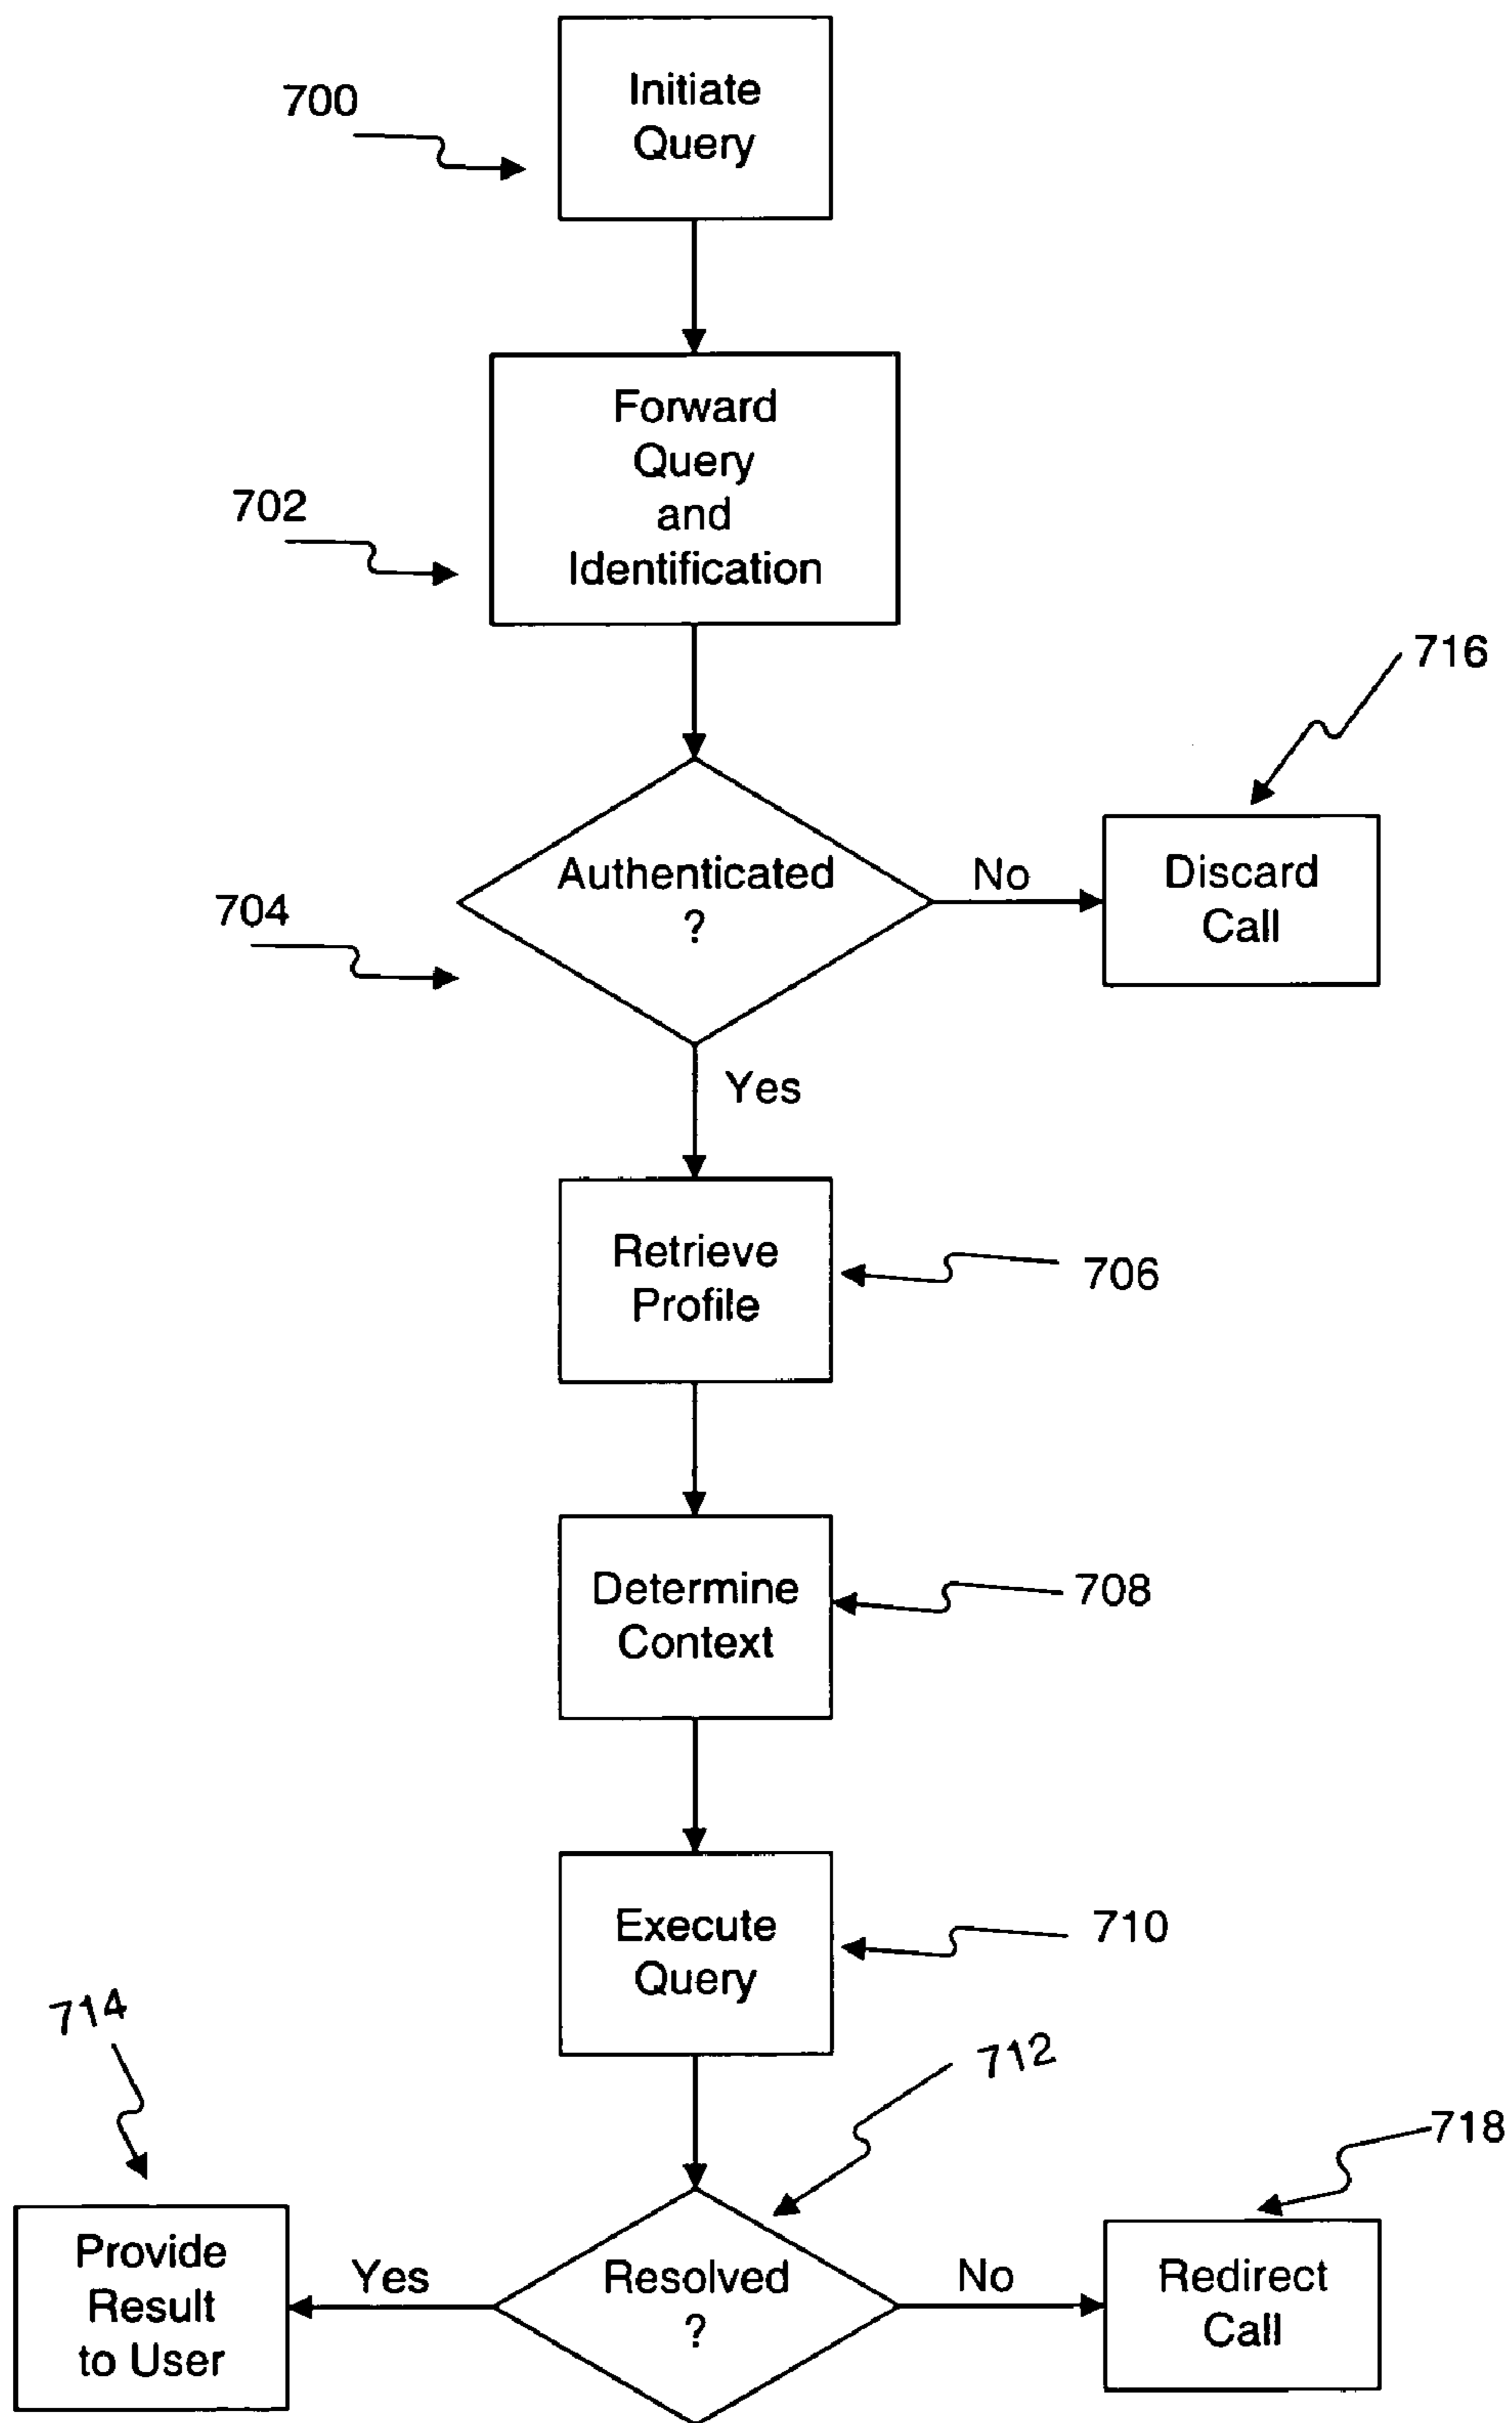 700
Initiate
Query
702
Forward
Query
and
Identification
716
704
Authenticated
?
No
Discard
Call
Yes
Retrieve
Profile
706
Determine
Context
708
Execute
Query
710
714
712
718
Provide
Result
to User
Yes
Resolved
?
No
Redirect
Call